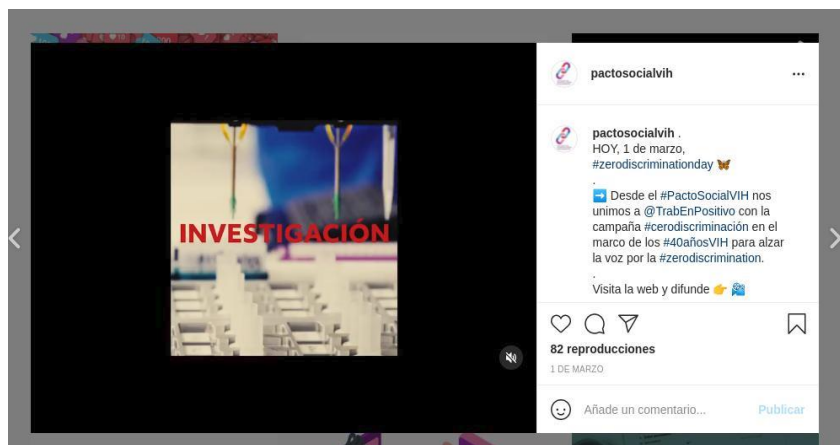 INVESTIGACIÓN
pactosocialvih
pactosocialvih .
HOY, 1 de marzo,
#zerodiscriminationday 🦋
.
➡️ Desde el #PactoSocialVIH nos
unimos a @TrabEnPositivo con la
campaña #cerodiscriminación en el
marco de los #40añosVIH para alzar
la voz por la #zerodiscrimination.
.
Visita la web y difunde 👉
82 reproducciones
1 DE MARZO
Añade un comentario...
Publicar